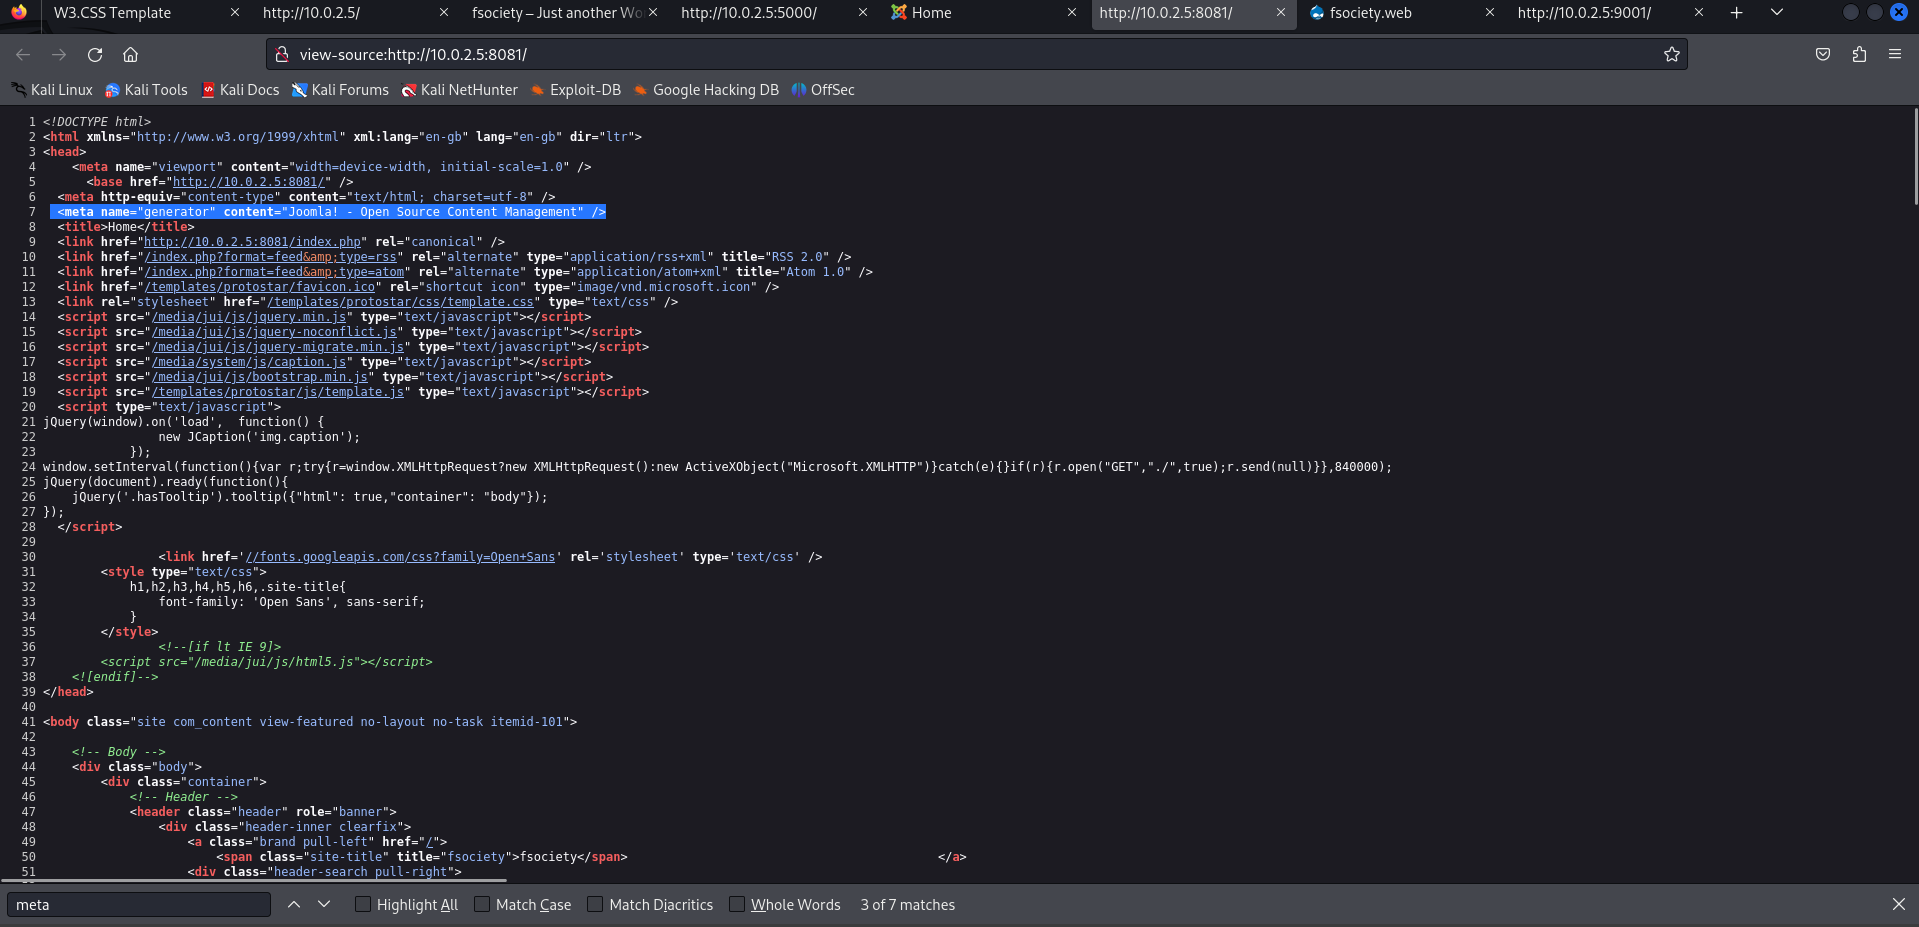 W3.CSS Template
http://10.0.2.5/
fsociety – Just another Wo
http://10.0.2.5:5000/
Home
http://10.0.2.5:8081/
fsociety.web
http://10.0.2.5:9001/
view-source:http://10.0.2.5:8081/
Kali Linux Kali Tools Kali Docs Kali Forums Kali NetHunter Exploit-DB Google Hacking DB OffSec
1 <!DOCTYPE html>
2 <html xmlns="http://www.w3.org/1999/xhtml" xml:lang="en-gb" lang="en-gb" dir="ltr">
3 <head>
4     <meta name="viewport" content="width=device-width, initial-scale=1.0" />
5       <base href="http://10.0.2.5:8081/" />
6   <meta http-equiv="content-type" content="text/html; charset=utf-8" />
7   <meta name="generator" content="Joomla! - Open Source Content Management" />
8   <title>Home</title>
9   <link href="http://10.0.2.5:8081/index.php" rel="canonical" />
10   <link href="/index.php?format=feed&amp;type=rss" rel="alternate" type="application/rss+xml" title="RSS 2.0" />
11   <link href="/index.php?format=feed&amp;type=atom" rel="alternate" type="application/atom+xml" title="Atom 1.0" />
12   <link href="/templates/protostar/favicon.ico" rel="shortcut icon" type="image/vnd.microsoft.icon" />
13   <link rel="stylesheet" href="/templates/protostar/css/template.css" type="text/css" />
14   <script src="/media/jui/js/jquery.min.js" type="text/javascript"></script>
15   <script src="/media/jui/js/jquery-noconflict.js" type="text/javascript"></script>
16   <script src="/media/jui/js/jquery-migrate.min.js" type="text/javascript"></script>
17   <script src="/media/system/js/caption.js" type="text/javascript"></script>
18   <script src="/media/jui/js/bootstrap.min.js" type="text/javascript"></script>
19   <script src="/templates/protostar/js/template.js" type="text/javascript"></script>
20   <script type="text/javascript">
21 jQuery(window).on('load',  function() {
22                 new JCaption('img.caption');
23             });
24 window.setInterval(function(){var r;try{r=window.XMLHttpRequest?new XMLHttpRequest():new ActiveXObject("Microsoft.XMLHTTP")}catch(e){}if(r){r.open("GET","./",true);r.send(null)}},840000);
25 jQuery(document).ready(function(){
26     jQuery('.hasTooltip').tooltip({"html": true,"container": "body"});
27 });
28   </script>
29
30                 <link href='//fonts.googleapis.com/css?family=Open+Sans' rel='stylesheet' type='text/css' />
31         <style type="text/css">
32             h1,h2,h3,h4,h5,h6,.site-title{
33                 font-family: 'Open Sans', sans-serif;
34             }
35         </style>
36                 <!--[if lt IE 9]>
37         <script src="/media/jui/js/html5.js"></script>
38     <![endif]-->
39 </head>
40
41 <body class="site com_content view-featured no-layout no-task itemid-101">
42
43     <!-- Body -->
44     <div class="body">
45         <div class="container">
46             <!-- Header -->
47             <header class="header" role="banner">
48                 <div class="header-inner clearfix">
49                     <a class="brand pull-left" href="/">
50                         <span class="site-title" title="fsociety">fsociety</span>                                           </a>
51                     <div class="header-search pull-right">
meta
Highlight All Match Case Match Diacritics Whole Words 3 of 7 matches